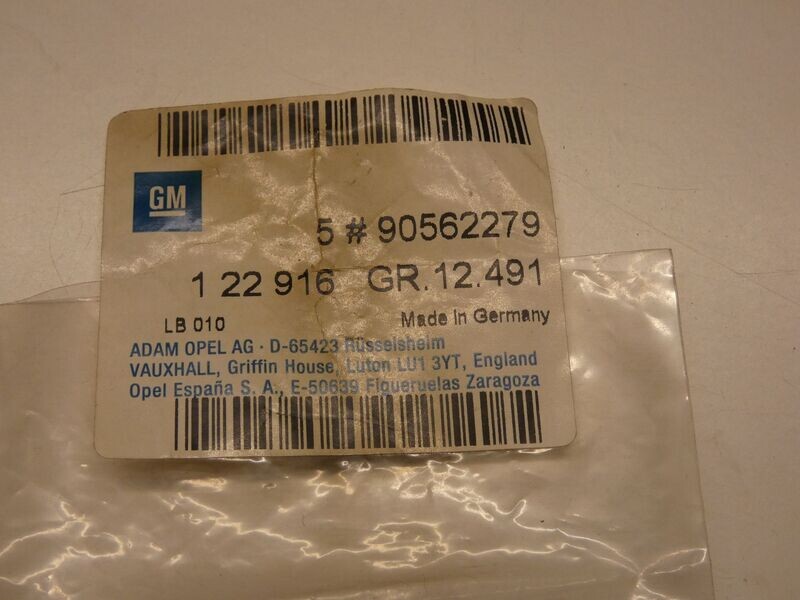 GM
5 # 90562279
1 22 916 GR.12.491
LB 010 Made in Germany
ADAM OPEL AG · D-65423 Rüsselsheim
VAUXHALL, Griffin House, Luton LU1 3YT, England
Opel España S. A., E-50639 Figueruelas Zaragoza